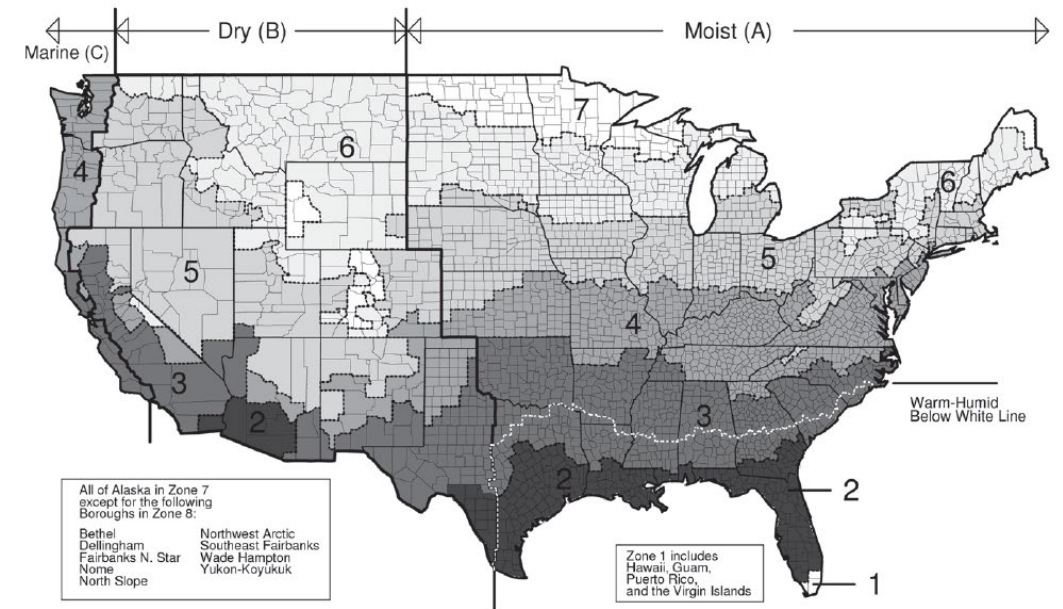 Marine (C)
Dry (B)
Moist (A)
7
6
4
6
5
5
4
3
3
2
2
Warm-Humid
Below White Line
2
1
All of Alaska in Zone 7
except for the following
Boroughs in Zone 8:
Bethel
Dellingham
Fairbanks N. Star
Nome
North Slope
Northwest Arctic
Southeast Fairbanks
Wade Hampton
Yukon-Koyukuk
Zone 1 includes
Hawaii, Guam,
Puerto Rico,
and the Virgin Islands